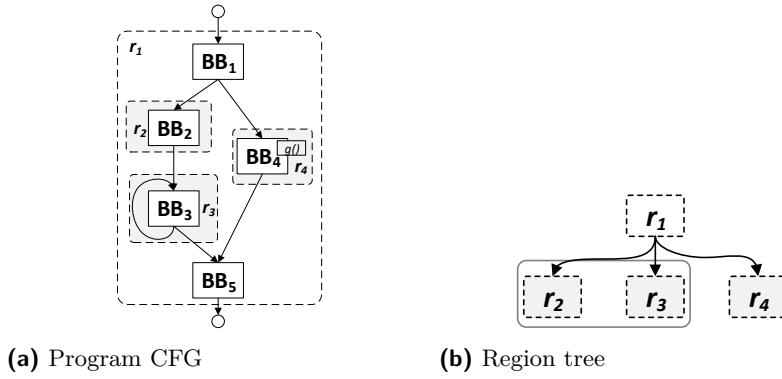 r1
BB1
r2
BB2
BB4
g()
r4
BB3
r3
BB5
(a) Program CFG
r1
r2
r3
r4
(b) Region tree